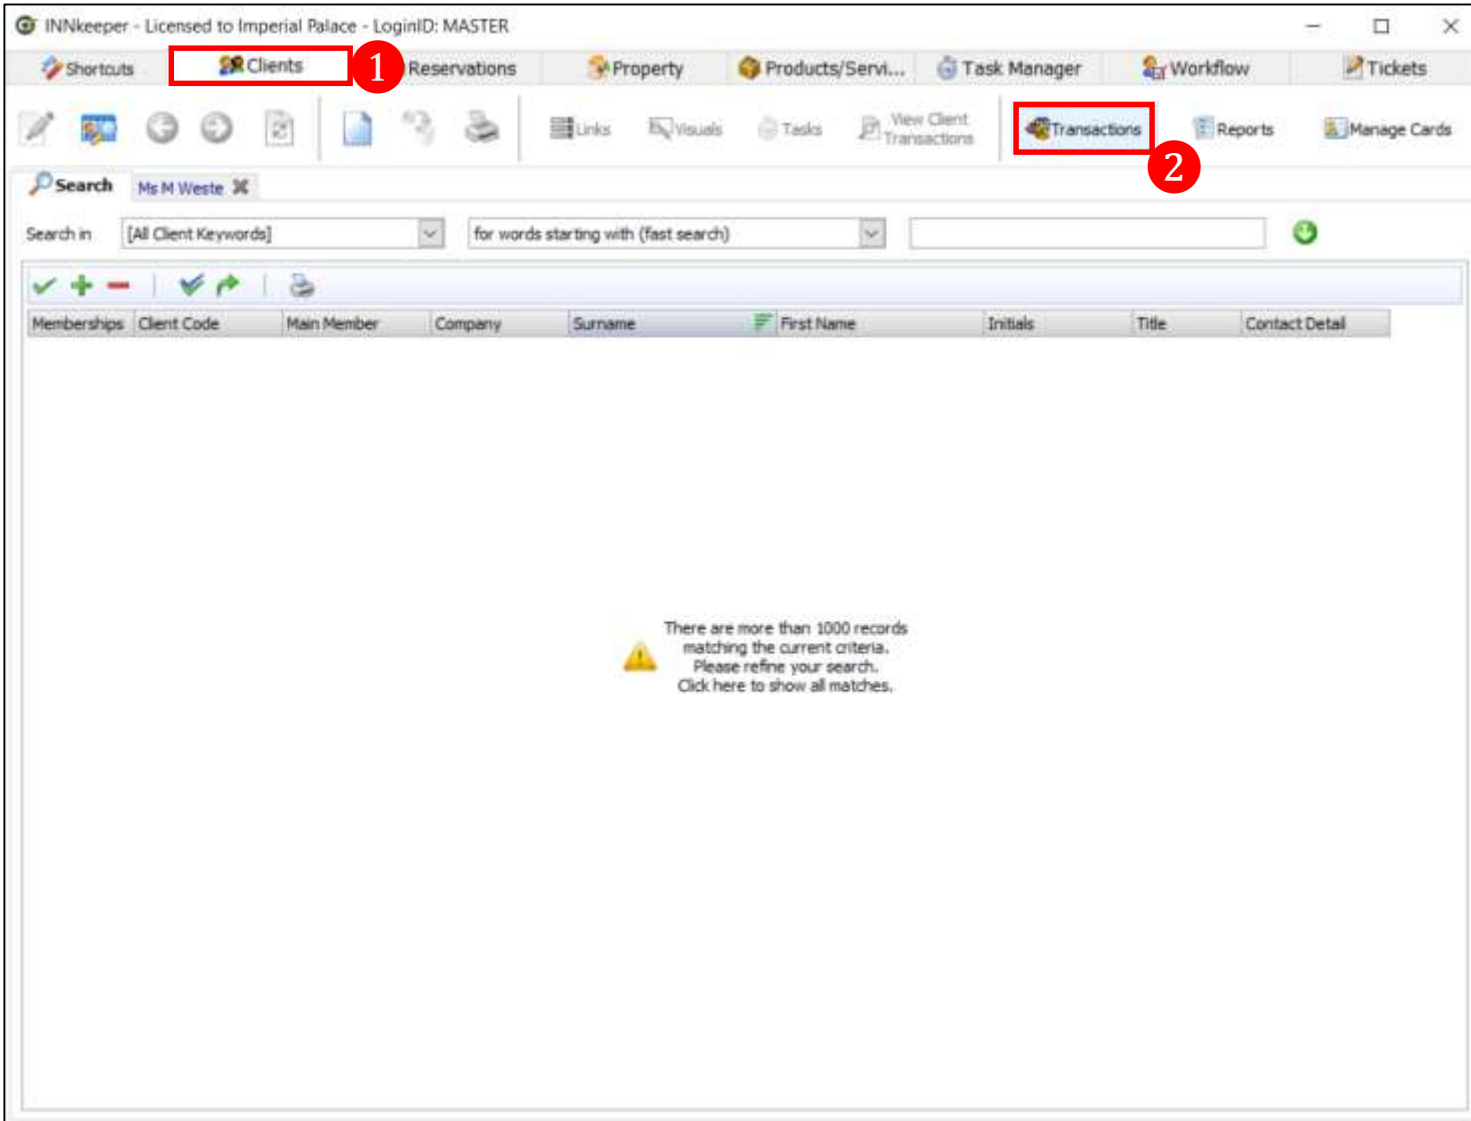 INNkeeper - Licensed to Imperial Palace - LoginID: MASTER
Shortcuts Clients 1 Reservations Property Products/Servi... Task Manager Workflow Tickets
Links Visuals Tasks View Client Transactions Transactions 2 Reports Manage Cards
Search Ms M Weste
Search in [All Client Keywords] for words starting with (fast search)
Memberships Client Code Main Member Company Surname First Name Initials Title Contact Detail
There are more than 1000 records
matching the current criteria.
Please refine your search.
Click here to show all matches.